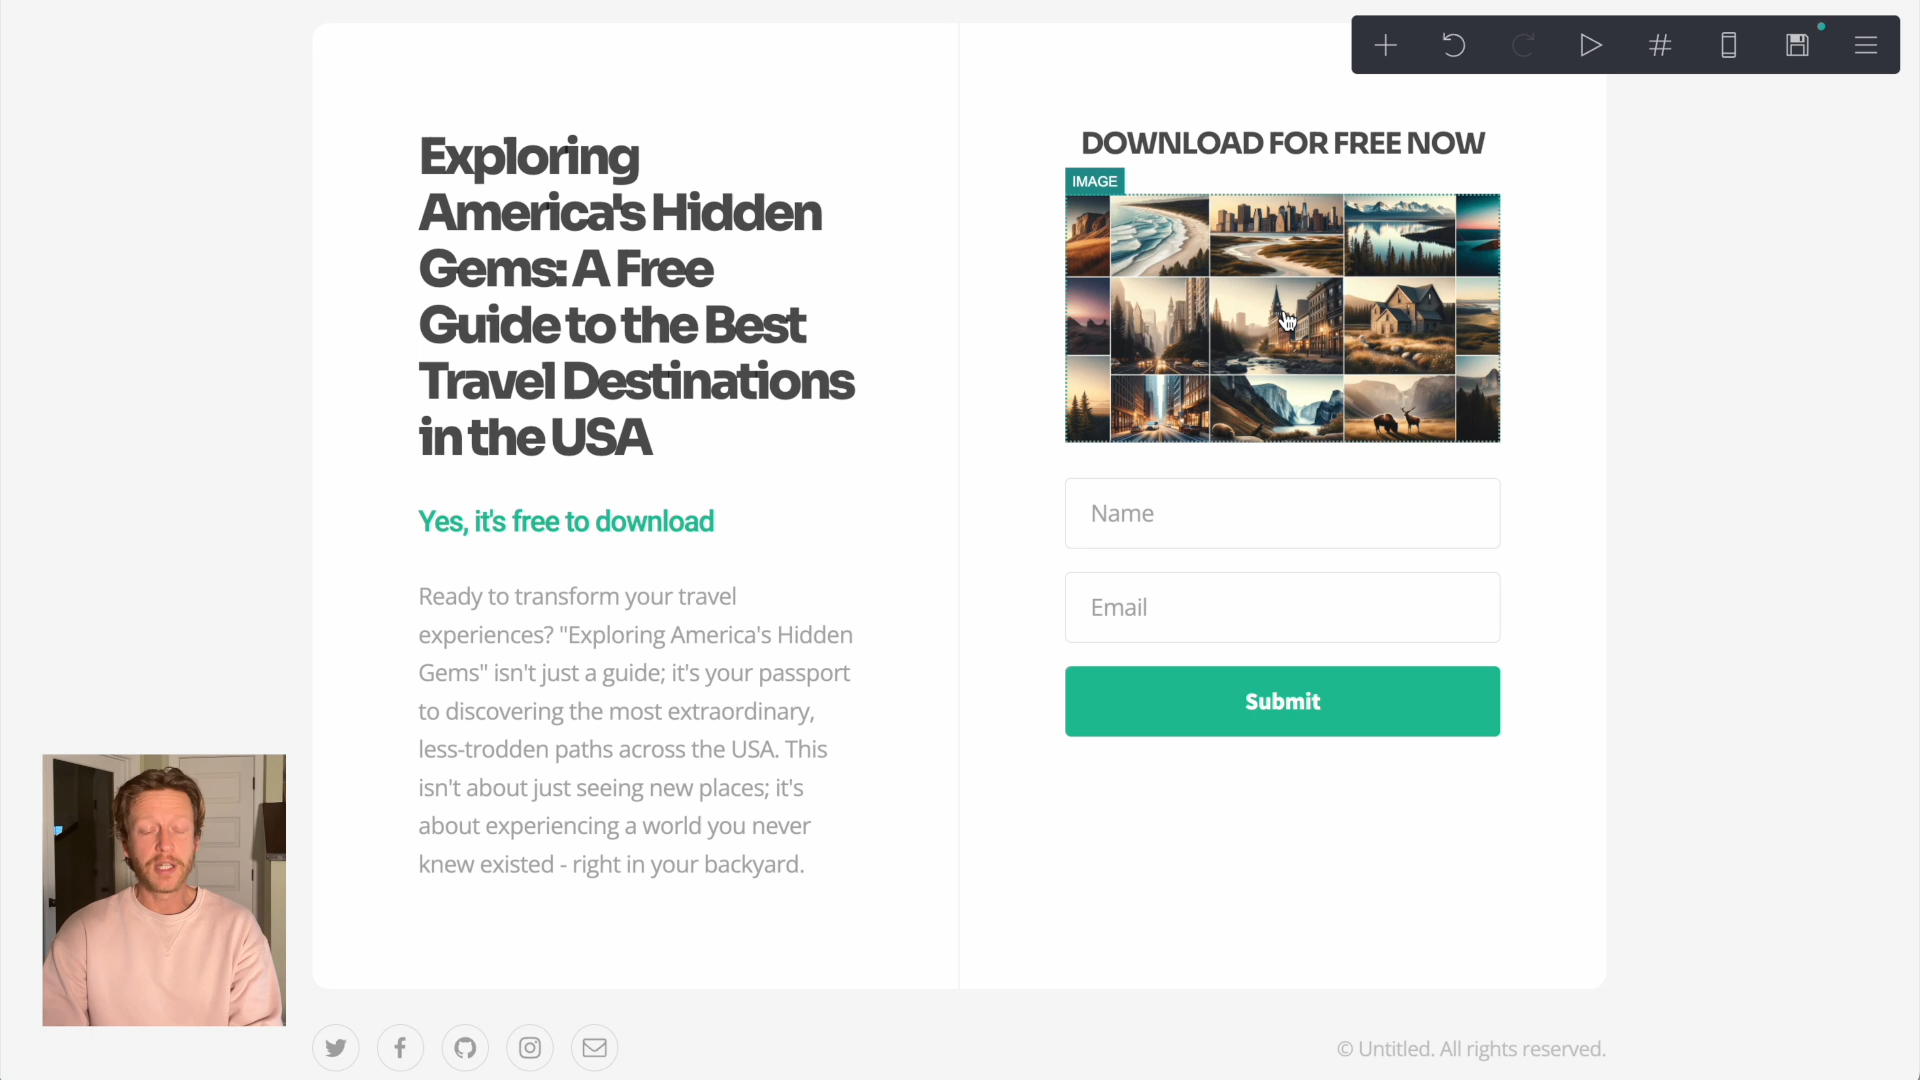 Exploring
America's Hidden
Gems: A Free
Guide to the Best
Travel Destinations
in the USA
Yes, it's free to download
Ready to transform your travel
experiences? "Exploring America's Hidden
Gems" isn't just a guide; it's your passport
to discovering the most extraordinary,
less-trodden paths across the USA. This
isn't about just seeing new places; it's
about experiencing a world you never
knew existed - right in your backyard.
DOWNLOAD FOR FREE NOW
IMAGE
Name
Email
Submit
© Untitled. All rights reserved.